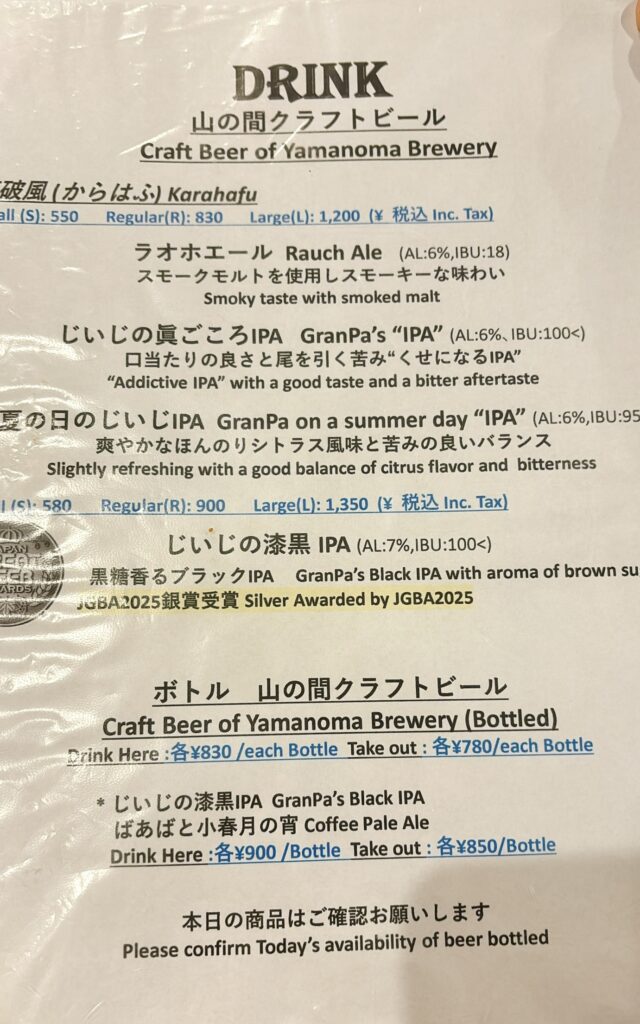 DRINK
山の間クラフトビール
Craft Beer of Yamanoma Brewery
破風 (からはふ) Karahafu
all (S): 550 Regular(R): 830 Large(L): 1,200 (¥ 税込 Inc. Tax)
ラオホエール Rauch Ale (AL:6%,IBU:18)
スモークモルトを使用しスモーキーな味わい
Smoky taste with smoked malt
じいじの眞ごころIPA GranPa's “IPA” (AL:6%、IBU:100<)
口当たりの良さと尾を引く苦み“くせになるIPA”
“Addictive IPA” with a good taste and a bitter aftertaste
夏の日のじいじIPA GranPa on a summer day “IPA” (AL:6%,IBU:95
爽やかなほんのりシトラス風味と苦みの良いバランス
Slightly refreshing with a good balance of citrus flavor and bitterness
l (S): 580 Regular(R): 900 Large(L): 1,350 (¥ 税込 Inc. Tax)
じいじの漆黒 IPA (AL:7%,IBU:100<)
黒糖香るブラックIPA GranPa's Black IPA with aroma of brown su
JGBA2025銀賞受賞 Silver Awarded by JGBA2025
ボトル 山の間クラフトビール
Craft Beer of Yamanoma Brewery (Bottled)
Drink Here :各¥830 /each Bottle Take out : 各¥780/each Bottle
* じいじの漆黒IPA GranPa's Black IPA
ばあばと小春月の宵 Coffee Pale Ale
Drink Here :各¥900 /Bottle Take out : 各¥850/Bottle
本日の商品はご確認お願いします
Please confirm Today's availability of beer bottled